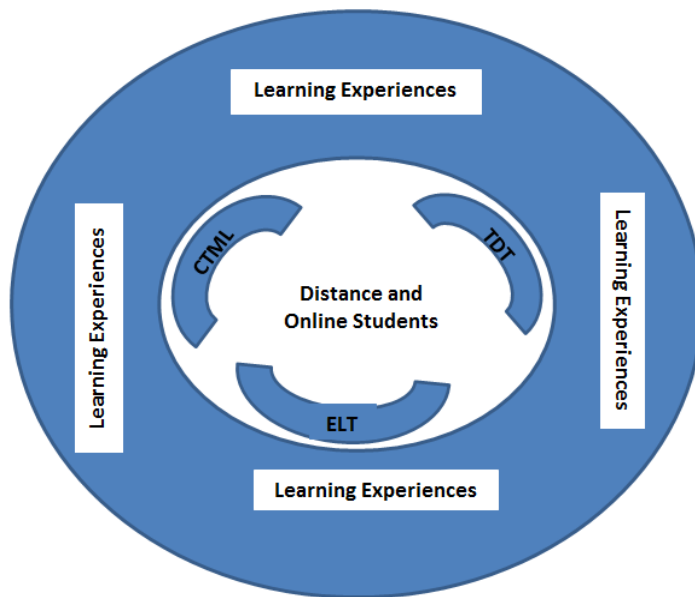 Learning Experiences
CTML
TDT
Learning Experiences
Learning Experiences
Distance and
Online Students
ELT
Learning Experiences